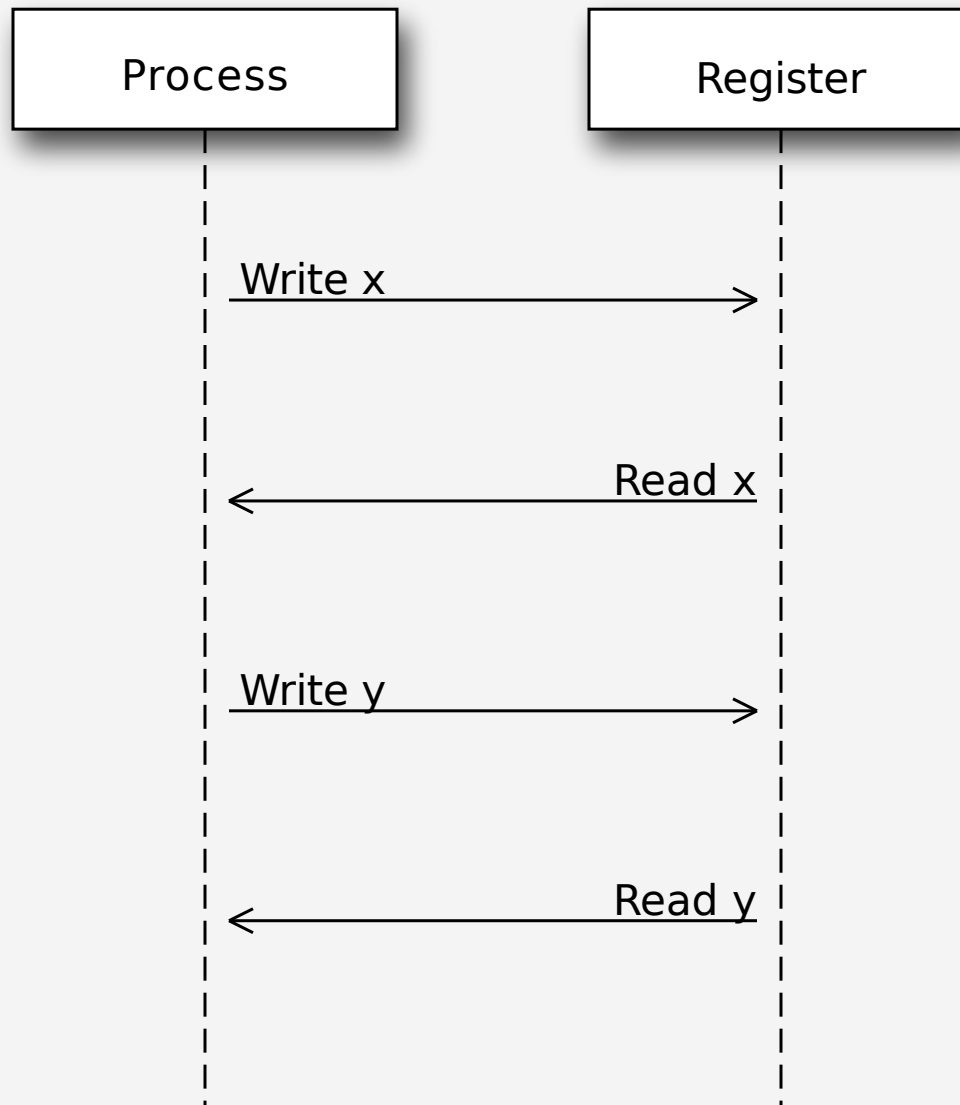 Process
Register
Write x
Read x
Write y
Read y